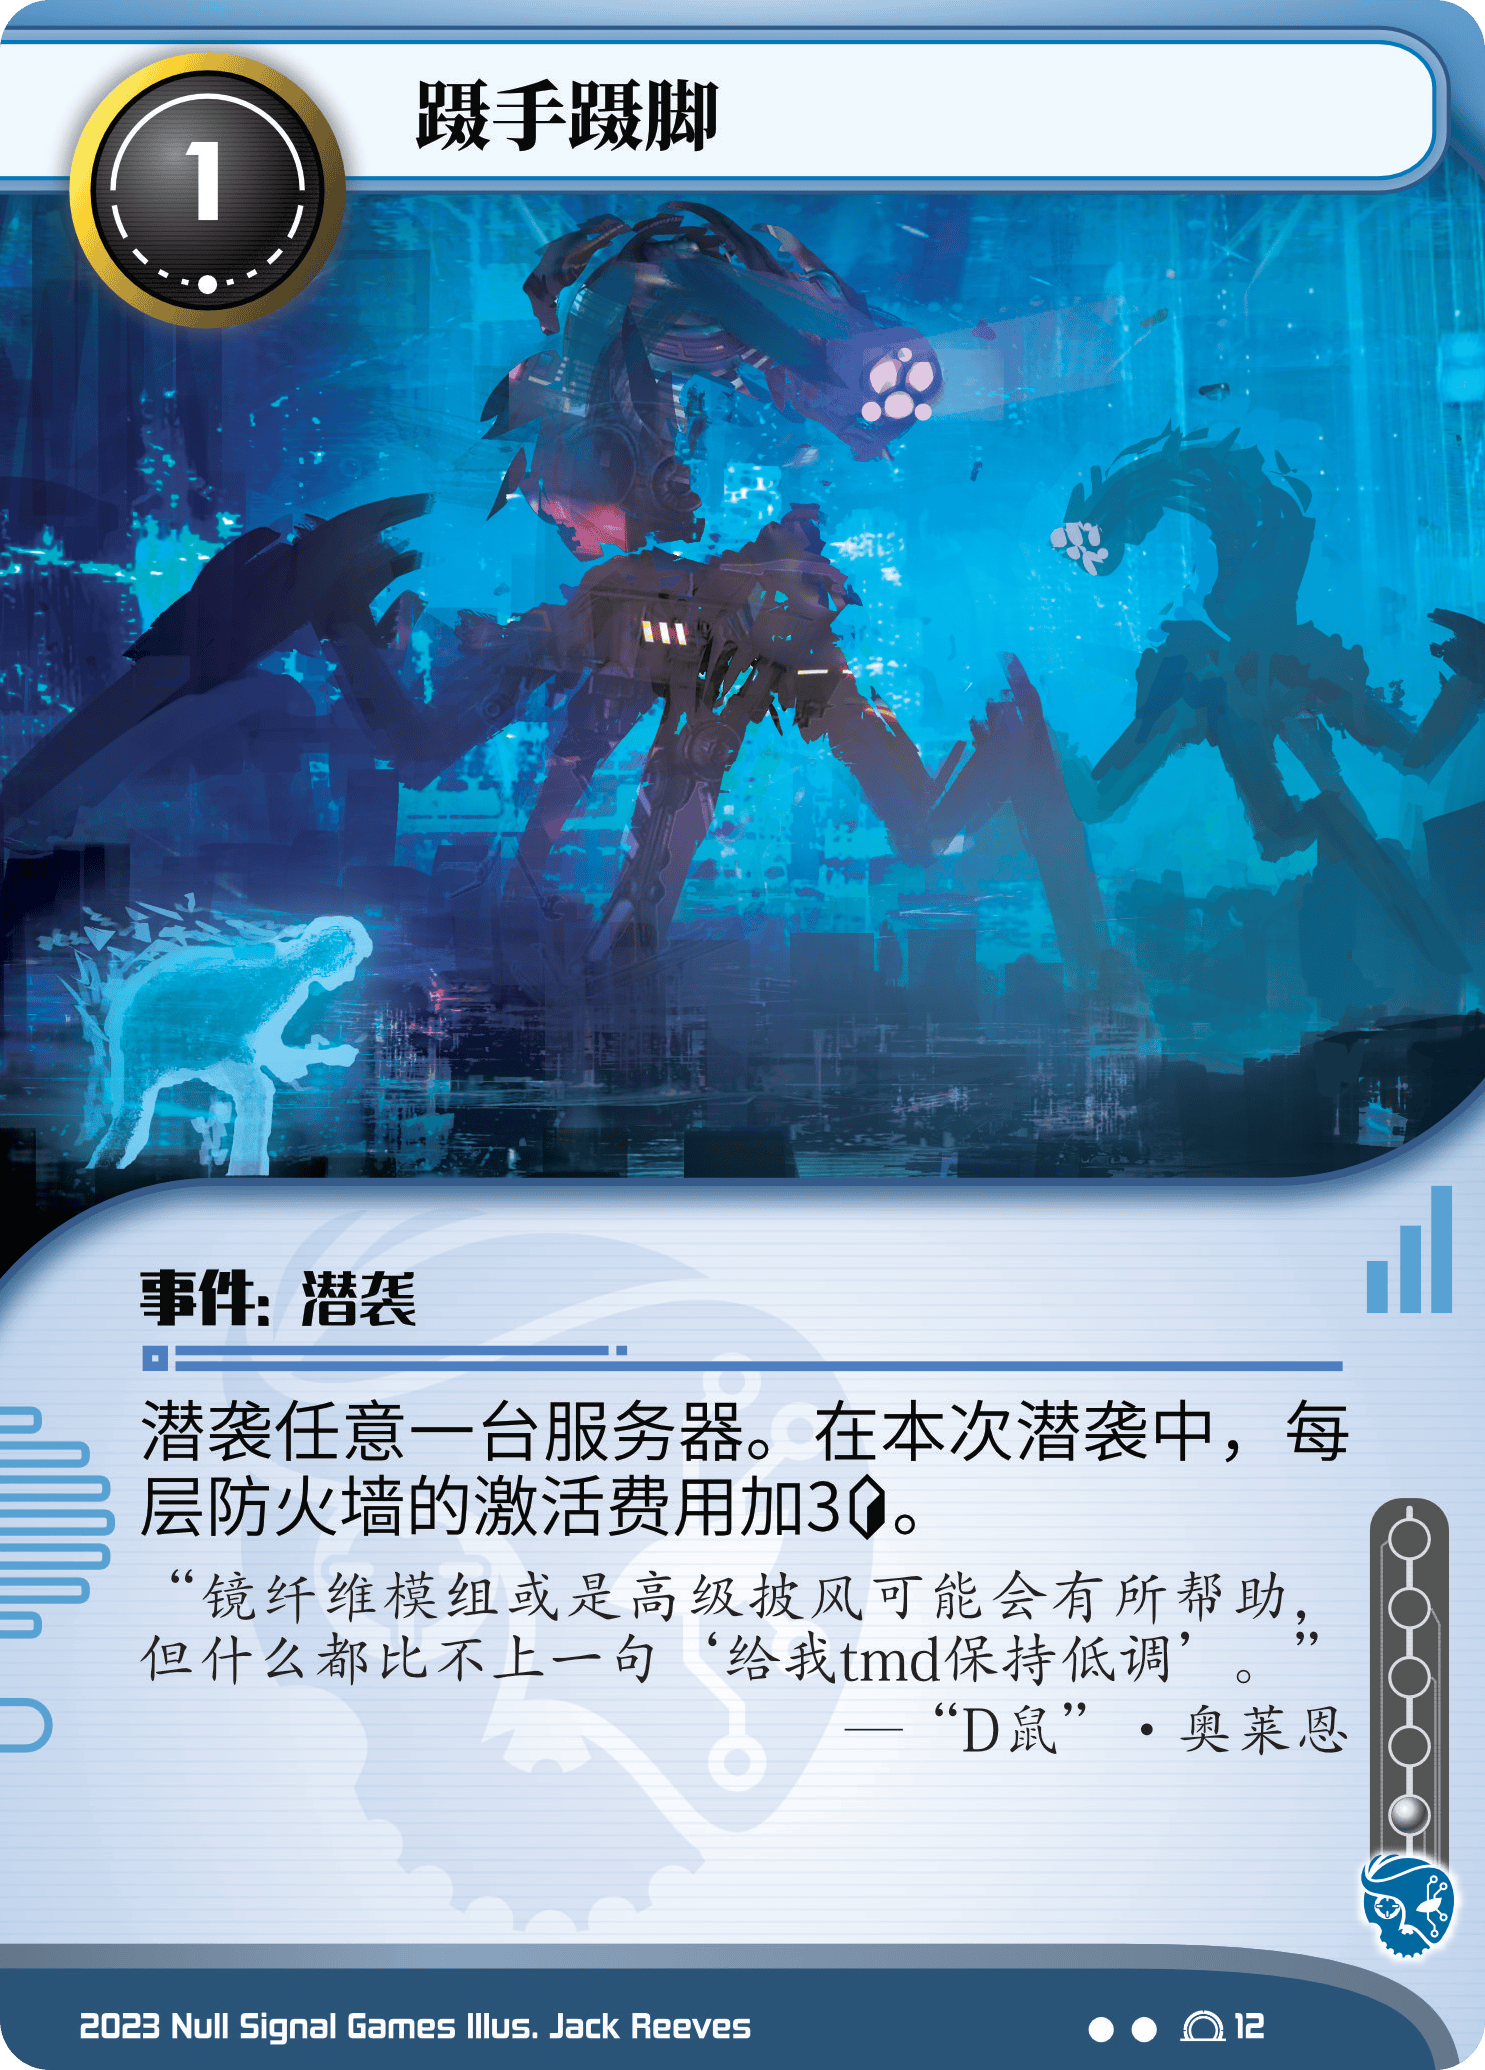 1
蹑手蹑脚
事件: 潜袭
潜袭任意一台服务器。在本次潜袭中，每
层防火墙的激活费用加3。
“镜纤维模组或是高级披风可能会有所帮助，
但什么都比不上一句‘给我tmd保持低调’。”
—“D鼠”·奥莱恩
2023 Null Signal Games Illus. Jack Reeves
12